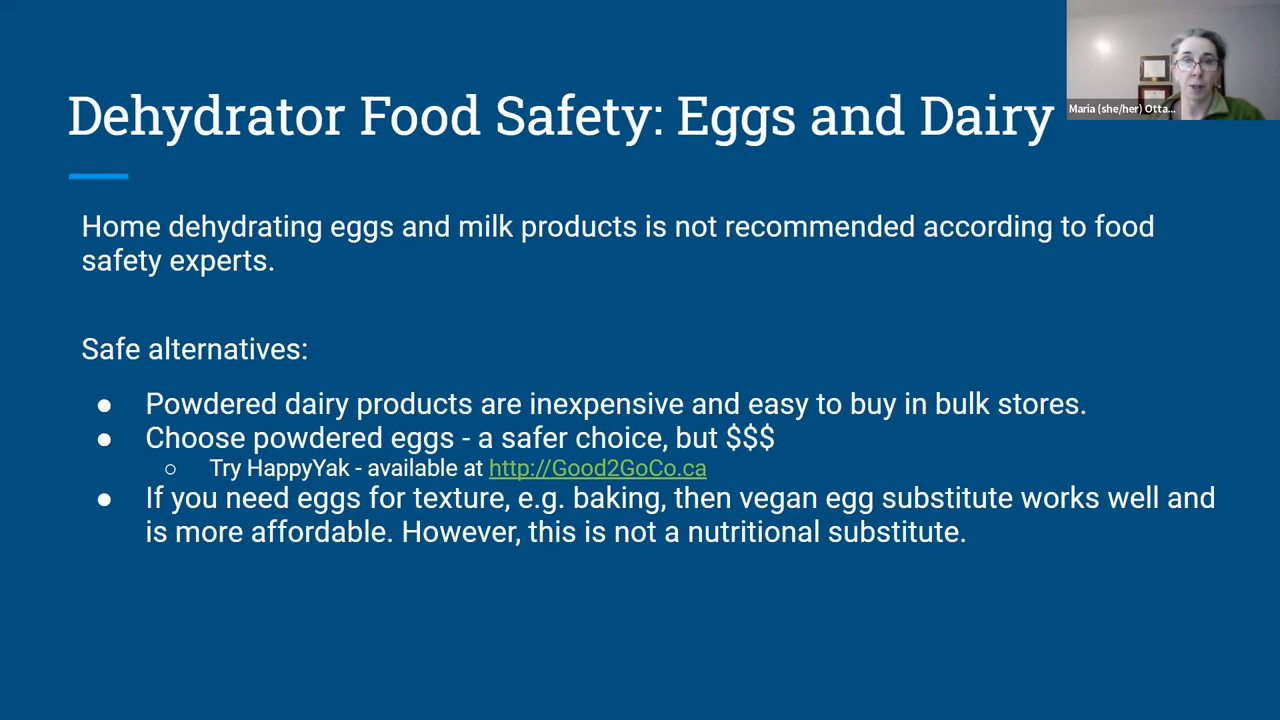 Dehydrator Food Safety: Eggs and Dairy
Maria (she/her) Otta...
Home dehydrating eggs and milk products is not recommended according to food
safety experts.
Safe alternatives:
● Powdered dairy products are inexpensive and easy to buy in bulk stores.
● Choose powdered eggs - a safer choice, but $$$
○ Try HappyYak - available at http://Good2GoCo.ca
● If you need eggs for texture, e.g. baking, then vegan egg substitute works well and
is more affordable. However, this is not a nutritional substitute.